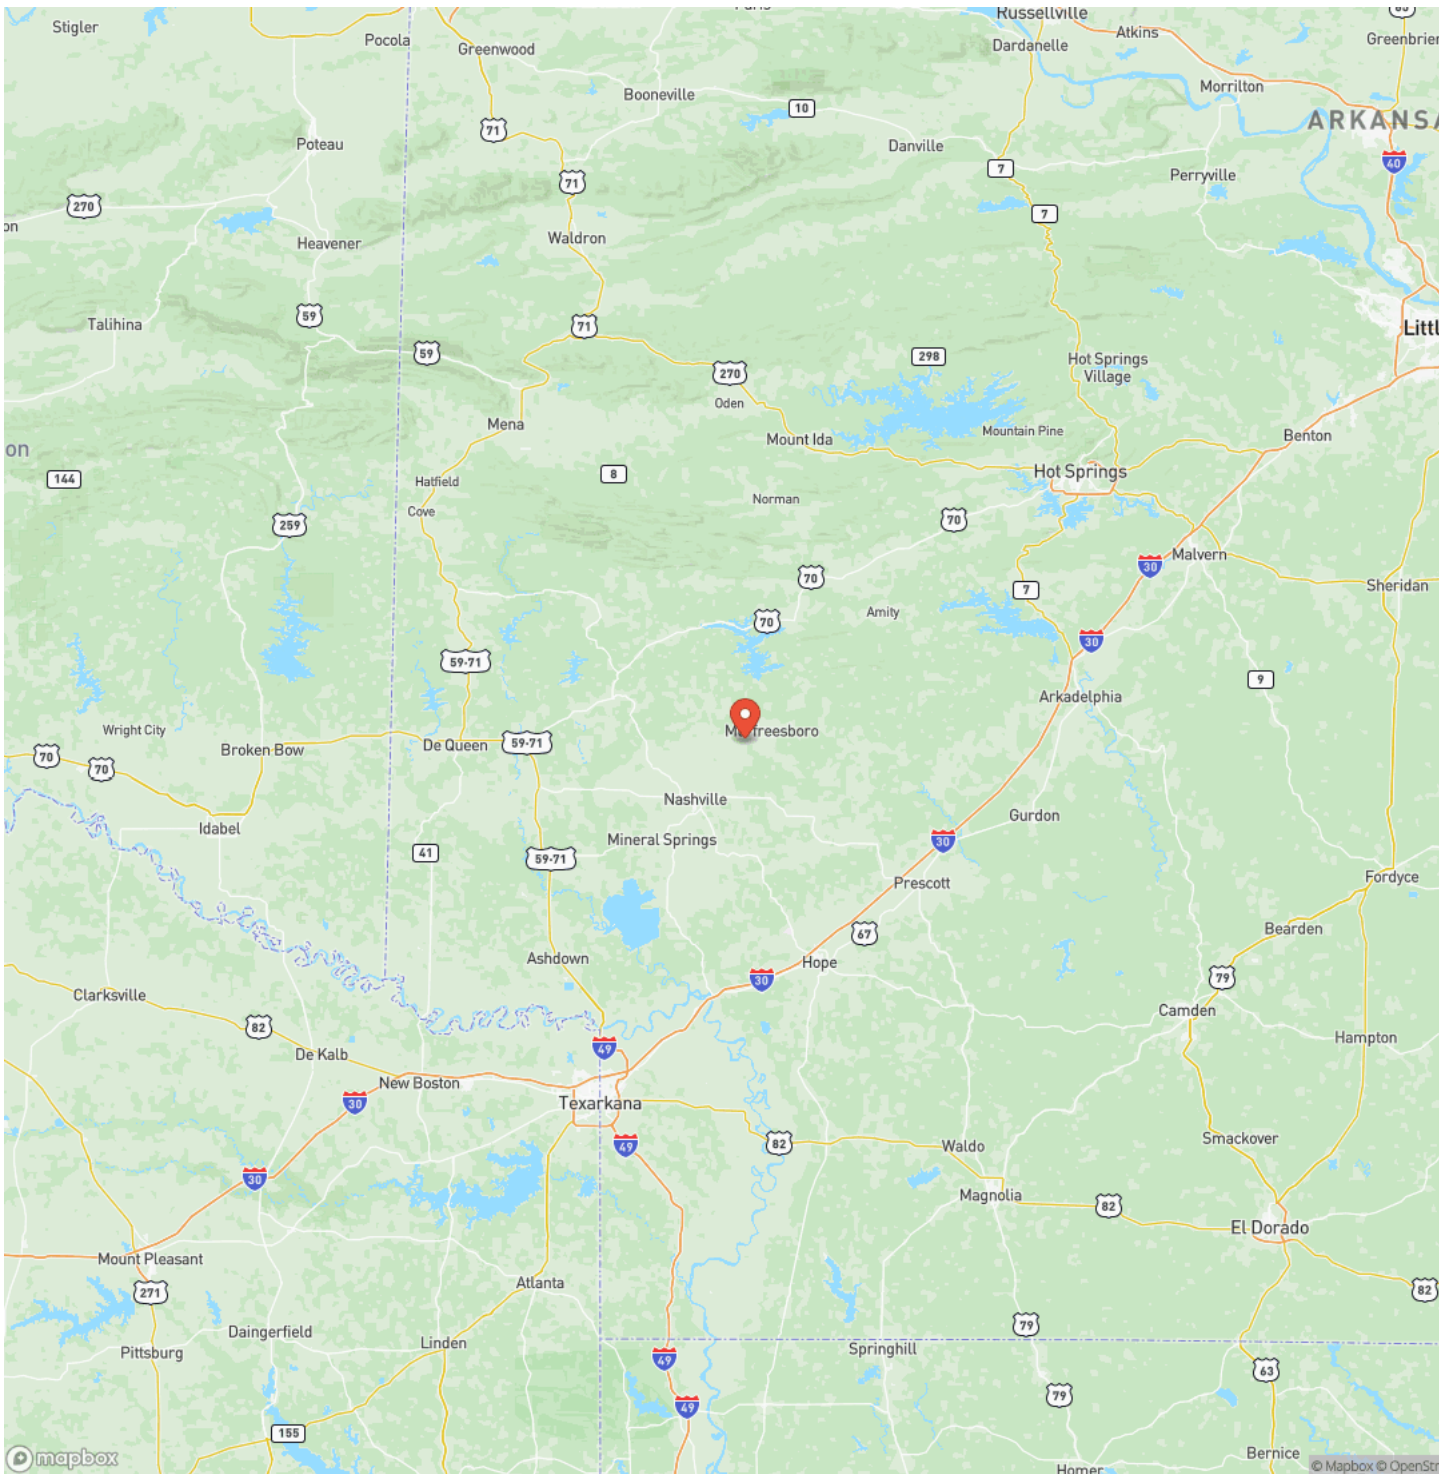 Stigler
Pocola
Greenwood
Paris
Russellville
Atkins
65
Greenbrier
Dardanelle
Booneville
10
Morrilton
71
ARKANSA
Poteau
Danville
40
7
71
Perryville
270
7
on
Heavener
Waldron
59
Talihina
71
Littl
59
298
Hot Springs
Village
270
Oden
Mena
Mountain Pine
Benton
Mount Ida
on
Hot Springs
144
8
Hatfield
Norman
Cove
70
259
Malvern
30
70
Sheridan
7
Amity
70
30
59-71
9
Arkadelphia
Wright City
M freesboro
59-71
De Queen
Broken Bow
70
70
Nashville
Gurdon
Idabel
Mineral Springs
30
41
59-71
Fordyce
Prescott
Bearden
67
Ashdown
Hope
79
30
Clarksville
Camden
82
Hampton
49
De Kalb
New Boston
30
Texarkana
Smackover
82
49
Waldo
30
Magnolia
82
El Dorado
Mount Pleasant
Atlanta
82
271
79
Daingerfield
Linden
Springhill
Pittsburg
49
63
79
49
155
Bernice
mapbox
Homer
© Mapbox © OpenStr